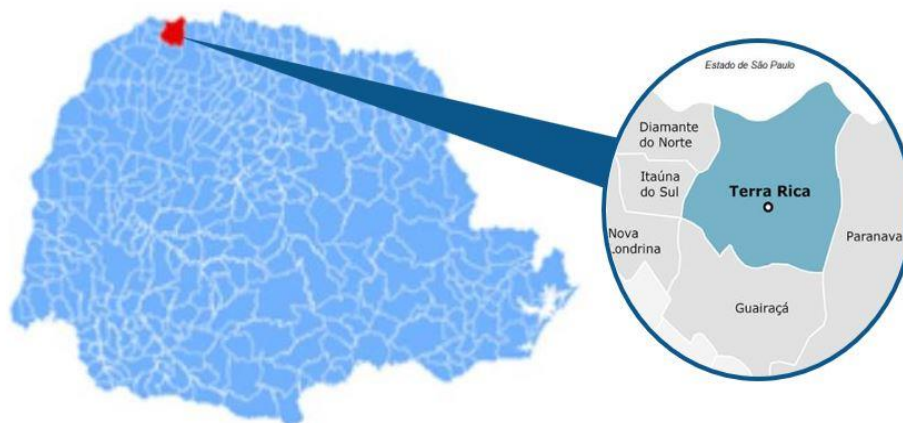 Estado de São Paulo
Diamante
do Norte
Itaúna
do Sul
Terra Rica
Nova
Londrina
Paranava
Guairaçá